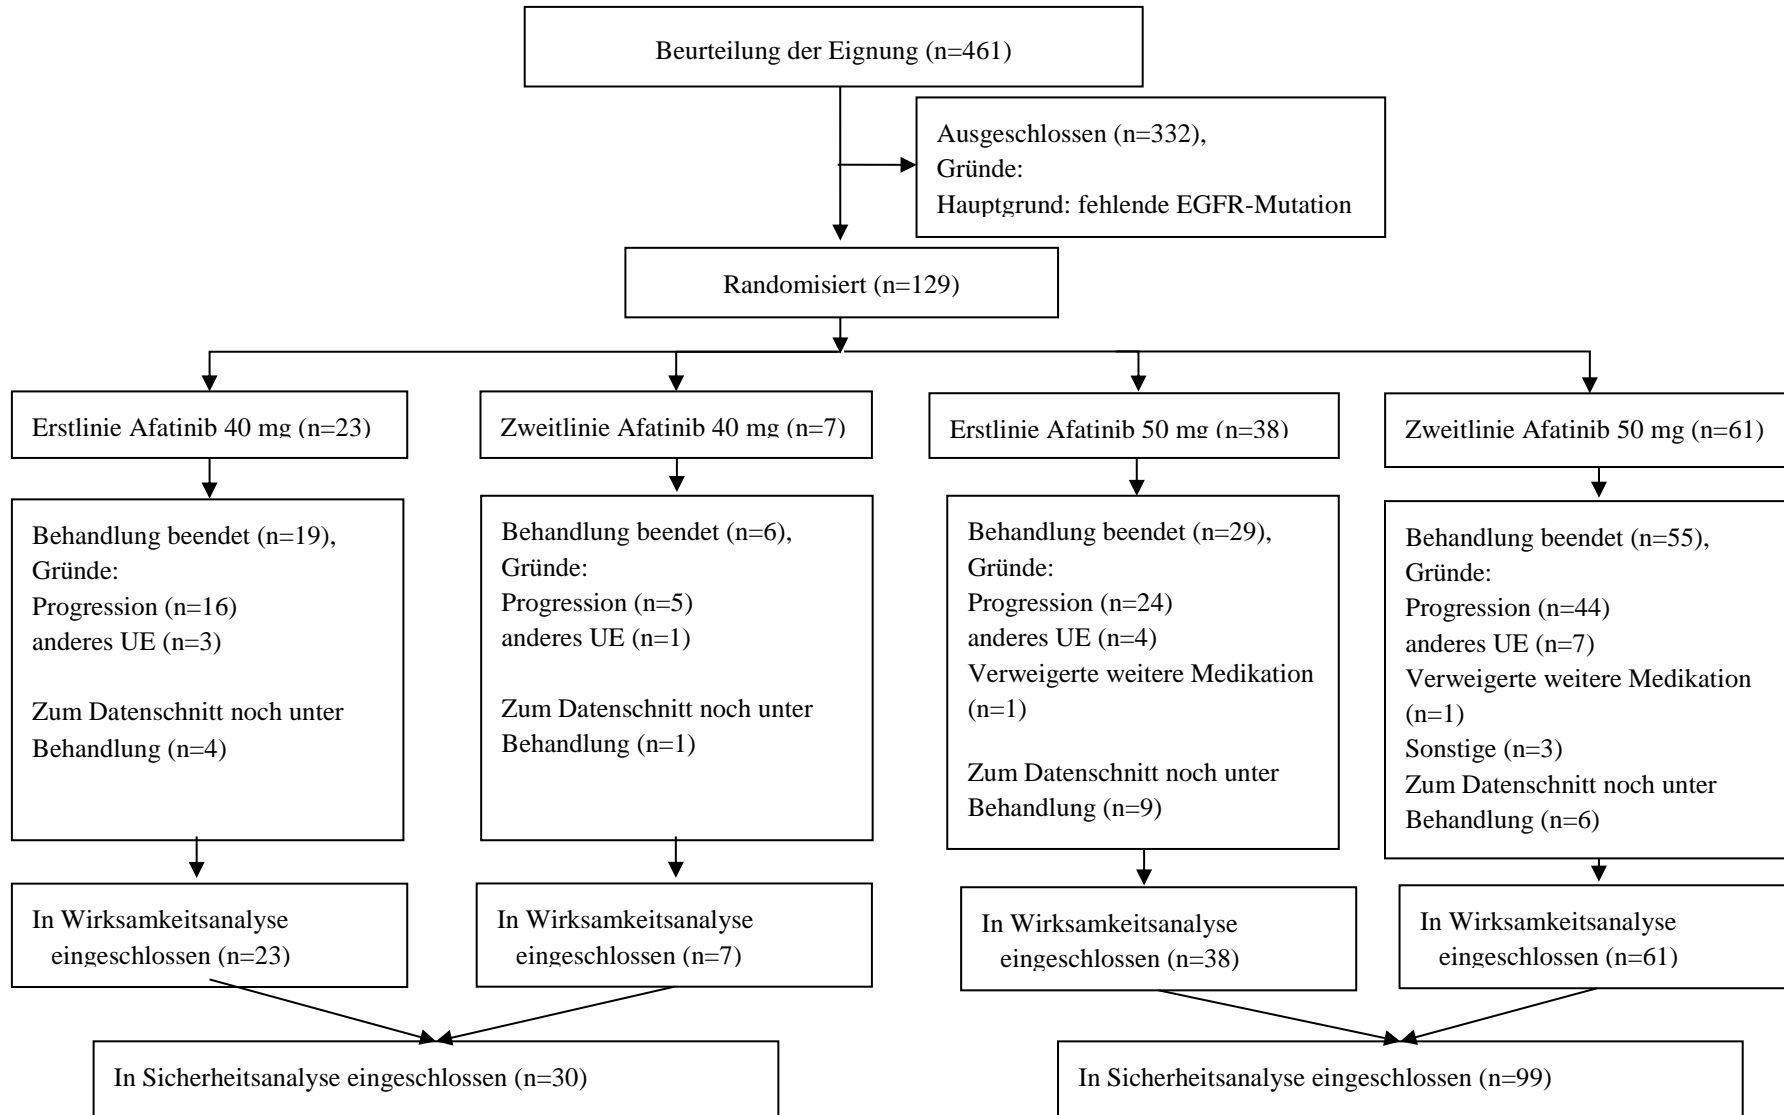 Beurteilung der Eignung (n=461)
Ausgeschlossen (n=332),
Gründe:
Hauptgrund: fehlende EGFR-Mutation
Randomisiert (n=129)
Erstlinie Afatinib 40 mg (n=23)
Zweitlinie Afatinib 40 mg (n=7)
Erstlinie Afatinib 50 mg (n=38)
Zweitlinie Afatinib 50 mg (n=61)
Behandlung beendet (n=19),
Gründe:
Progression (n=16)
anderes UE (n=3)
Zum Datenschnitt noch unter
Behandlung (n=4)
Behandlung beendet (n=6),
Gründe:
Progression (n=5)
anderes UE (n=1)
Zum Datenschnitt noch unter
Behandlung (n=1)
Behandlung beendet (n=29),
Gründe:
Progression (n=24)
anderes UE (n=4)
Verweigerte weitere Medikation
(n=1)
Zum Datenschnitt noch unter
Behandlung (n=9)
Behandlung beendet (n=55),
Gründe:
Progression (n=44)
anderes UE (n=7)
Verweigerte weitere Medikation
(n=1)
Sonstige (n=3)
Zum Datenschnitt noch unter
Behandlung (n=6)
In Wirksamkeitsanalyse
eingeschlossen (n=23)
In Wirksamkeitsanalyse
eingeschlossen (n=7)
In Wirksamkeitsanalyse
eingeschlossen (n=38)
In Wirksamkeitsanalyse
eingeschlossen (n=61)
In Sicherheitsanalyse eingeschlossen (n=30)
In Sicherheitsanalyse eingeschlossen (n=99)